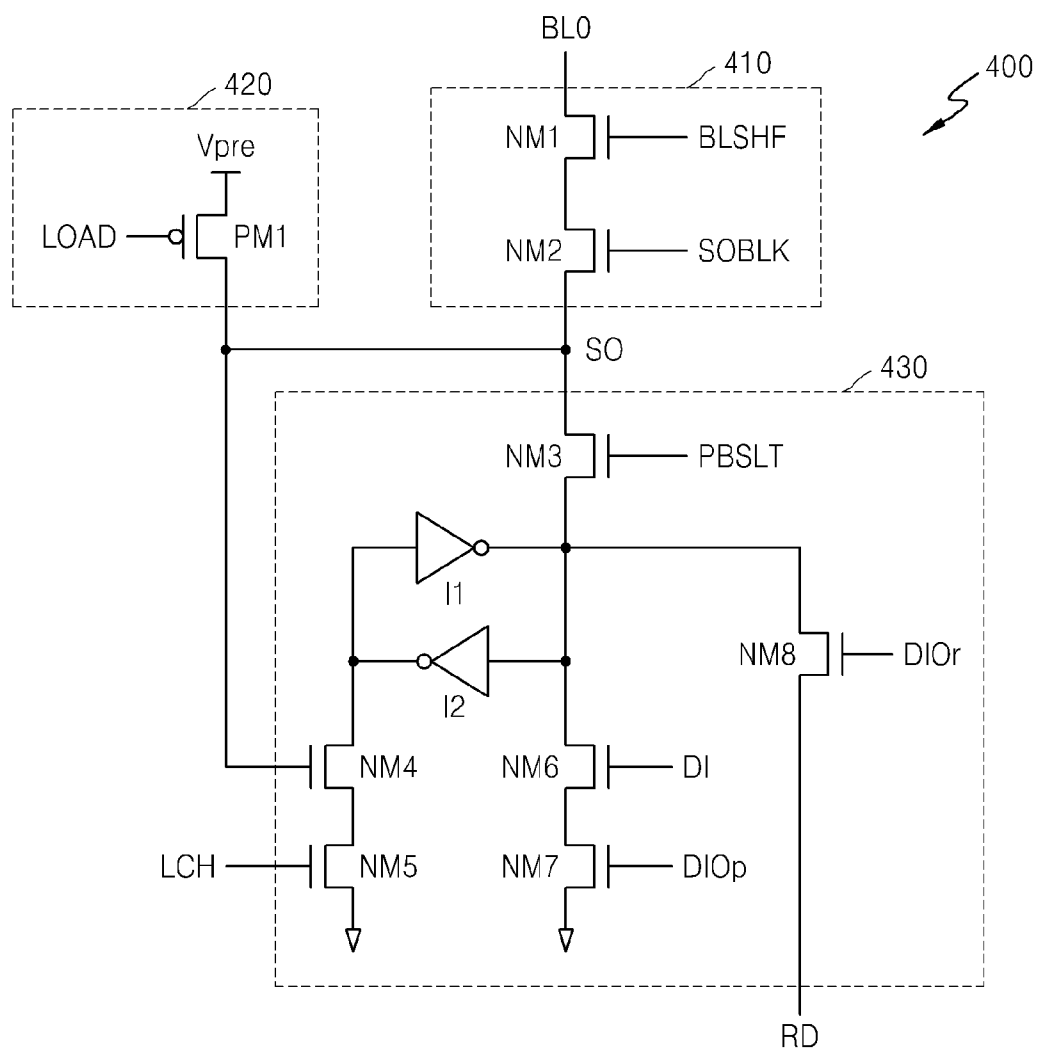 BL0
410
400
420
NM1
BLSHF
Vpre
LOAD
PM1
NM2
SOBLK
SO
430
NM3
PBSLT
I1
NM8
DIOr
I2
NM4
NM6
DI
LCH
NM5
NM7
DIOp
RD